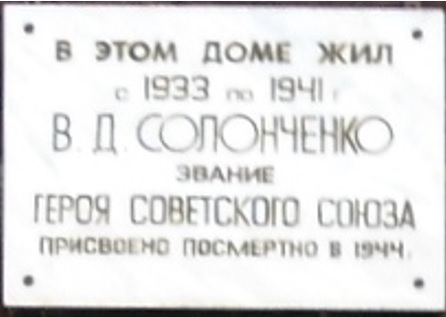 В ЭТОМ ДОМЕ ЖИЛ
с 1933 по 1941 г
В. Д. СОЛОНЧЕНКО
ЗВАНИЕ
ГЕРОЯ СОВЕТСКОГО СОЮЗА
ПРИСВОЕНО ПОСМЕРТНО В 1944.